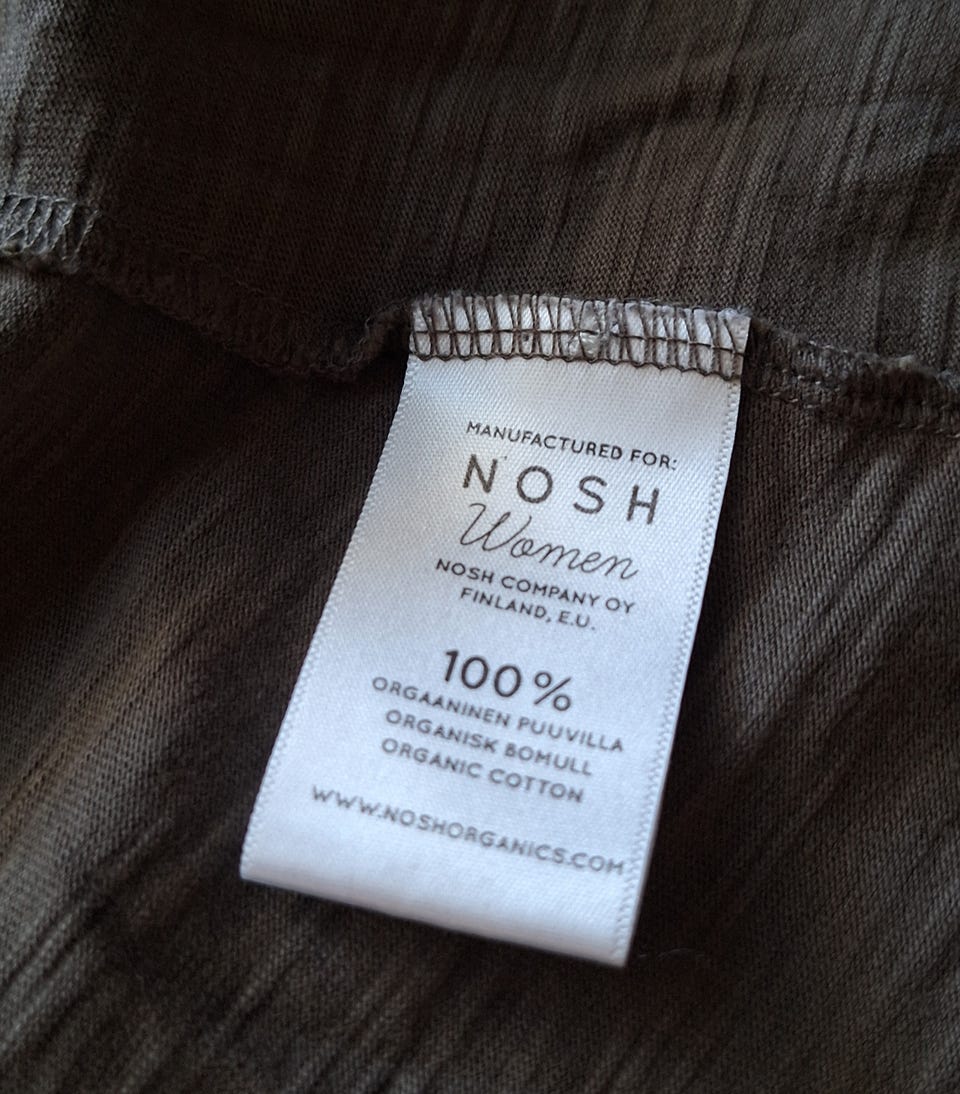 MANUFACTURED FOR:
NOSH
Women
NOSH COMPANY OY
FINLAND, E.U.
100%
ORGAANINEN PUUVILLA
ORGANISK BOMULL
ORGANIC COTTON
WWW.NOSHORGANICS.COM